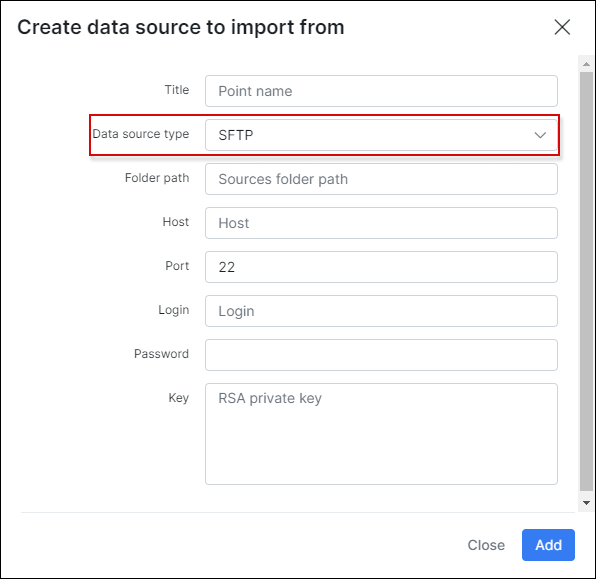 Create data source to import from
Title
Point name
Data source type
SFTP
Folder path
Sources folder path
Host
Host
Port
22
Login
Login
Password
Key
RSA private key
Close
Add